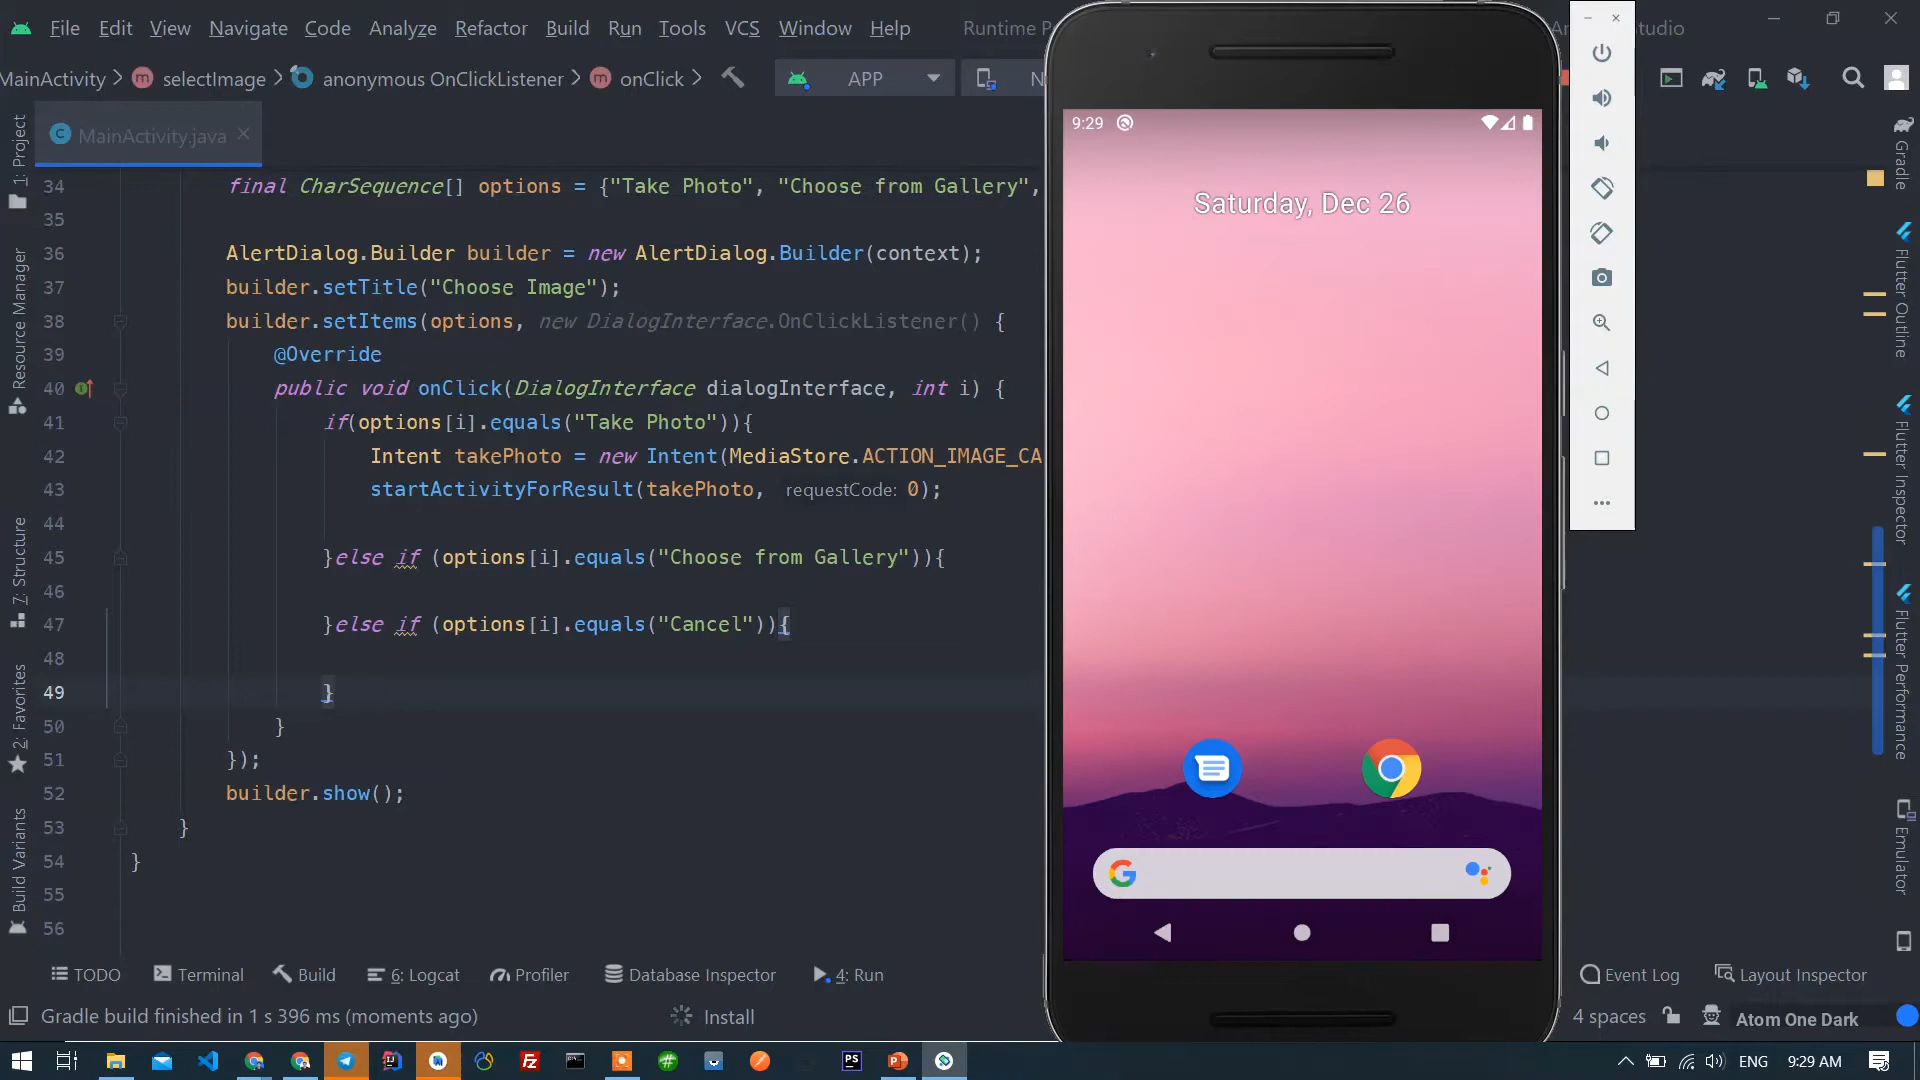 File Edit View Navigate Code Analyze Refactor Build Run Tools VCS Window Help Runtime P
tudio
MainActivity selectImage anonymous OnClickListener onClick APP N
MainActivity.java
34 final CharSequence[] options = {"Take Photo", "Choose from Gallery",
35
36 AlertDialog.Builder builder = new AlertDialog.Builder(context);
37 builder.setTitle("Choose Image");
38 builder.setItems(options, new DialogInterface.OnClickListener() {
39 @Override
40 public void onClick(DialogInterface dialogInterface, int i) {
41 if(options[i].equals("Take Photo")){
42 Intent takePhoto = new Intent(MediaStore.ACTION_IMAGE_CA
43 startActivityForResult(takePhoto, requestCode: 0);
44
45 }else if (options[i].equals("Choose from Gallery")){
46
47 }else if (options[i].equals("Cancel")){
48
49 }
50 }
51 });
52 builder.show();
53 }
54 }
55
56
1: Project
Resource Manager
7: Structure
2: Favorites
Build Variants
9:29
Saturday, Dec 26
Gradle
Flutter Outline
Flutter Inspector
Flutter Performance
Emulator
TODO Terminal Build 6: Logcat Profiler Database Inspector 4: Run Event Log Layout Inspector
Gradle build finished in 1 s 396 ms (moments ago) Install 4 spaces Atom One Dark
ENG 9:29 AM